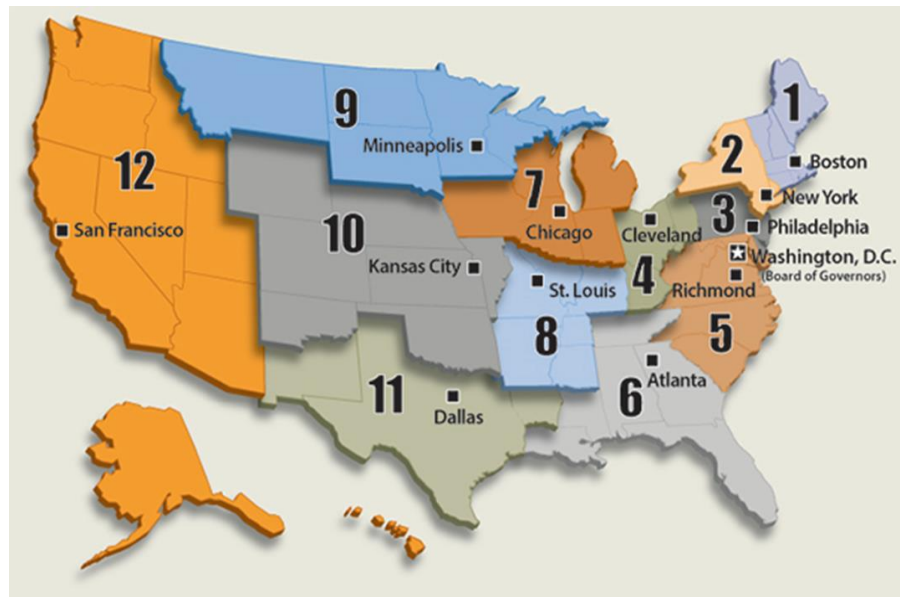 1
2
3
4
5
6
7
8
9
10
11
12
Boston
New York
Philadelphia
Cleveland
Washington, D.C.
(Board of Governors)
Richmond
Atlanta
Chicago
St. Louis
Minneapolis
Kansas City
Dallas
San Francisco